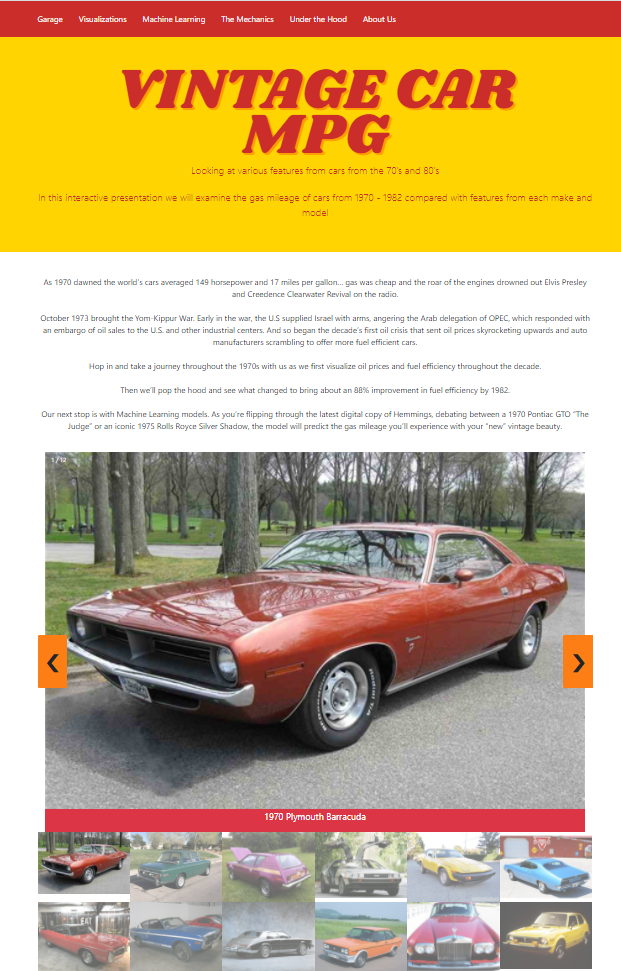 Garage Visualizations Machine Learning The Mechanics Under the Hood About Us
VINTAGE CAR
MPG
Looking at various features from cars from the 70's and 80's
In this interactive presentation we will examine the gas mileage of cars from 1970 - 1982 compared with features from each make and
model
As 1970 dawned the world's cars averaged 149 horsepower and 17 miles per gallon... gas was cheap and the roar of the engines drowned out Elvis Presley
and Creedence Clearwater Revival on the radio.
October 1973 brought the Yom-Kippur War. Early in the war, the U.S supplied Israel with arms, angering the Arab delegation of OPEC, which responded with
an embargo of oil sales to the U.S. and other industrial centers. And so began the decade's first oil crisis that sent oil prices skyrocketing upwards and auto
manufacturers scrambling to offer more fuel efficient cars.
Hop in and take a journey throughout the 1970s with us as we first visualize oil prices and fuel efficiency throughout the decade.
Then we'll pop the hood and see what changed to bring about an 88% improvement in fuel efficiency by 1982.
Our next stop is with Machine Learning models. As you're flipping through the latest digital copy of Hemmings, debating between a 1970 Pontiac GTO "The
Judge" or an iconic 1975 Rolls Royce Silver Shadow, the model will predict the gas mileage you'll experience with your "new" vintage beauty.
1 / 12
❮ ❯
1970 Plymouth Barracuda
EAT